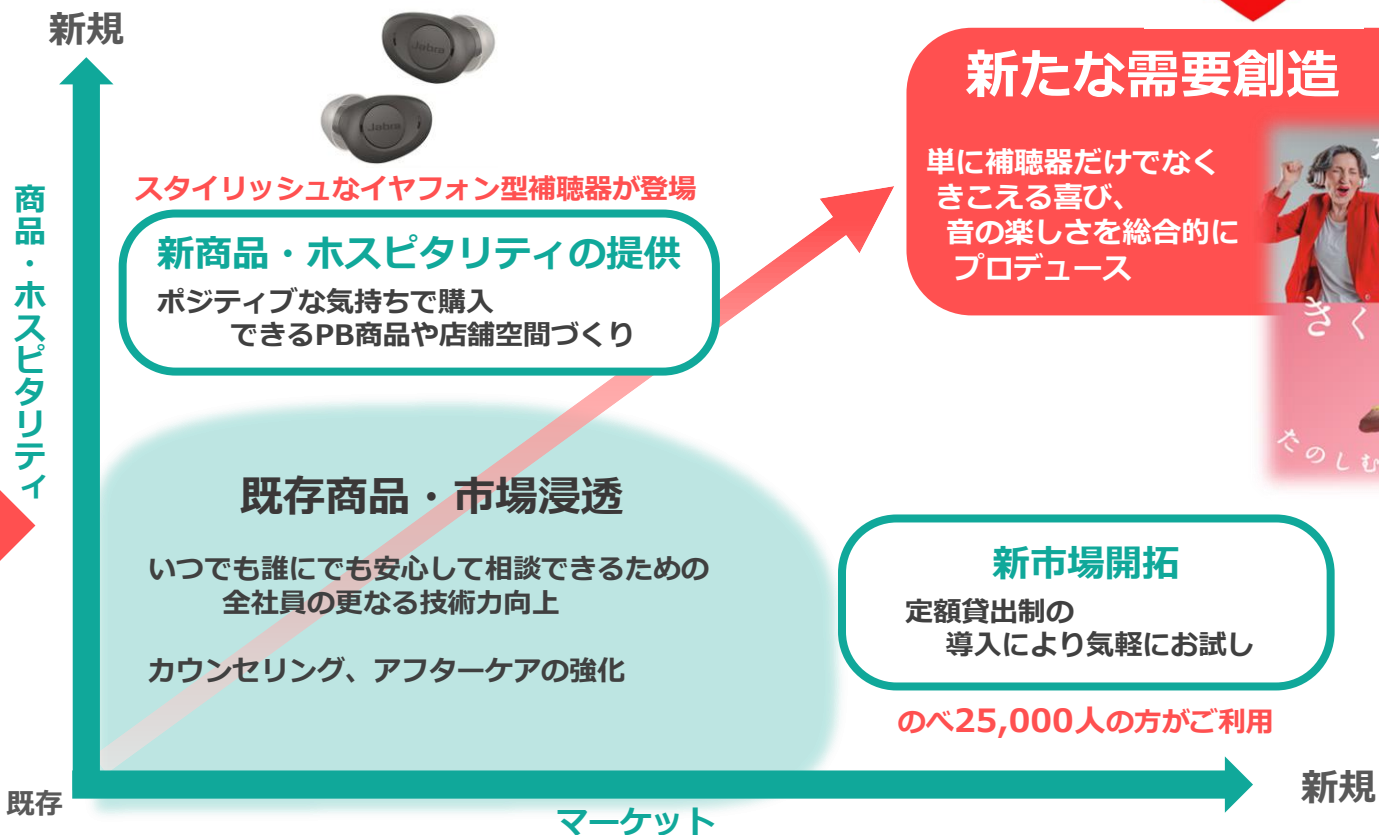 新規
Jabra
Jabra
スタイリッシュなイヤフォン型補聴器が登場
新商品・ホスピタリティの提供
ポジティブな気持ちで購入
できるPB商品や店舗空間づくり
新たな需要創造
単に補聴器だけでなく
きこえる喜び、
音の楽しさを総合的に
プロデュース
きく
たのしむ
商品・ホスピタリティ
既存商品・市場浸透
いつでも誰にでも安心して相談できるための
全社員の更なる技術力向上
カウンセリング、アフターケアの強化
新市場開拓
定額貸出制の
導入により気軽にお試し
のべ25,000人の方がご利用
既存
マーケット
新規